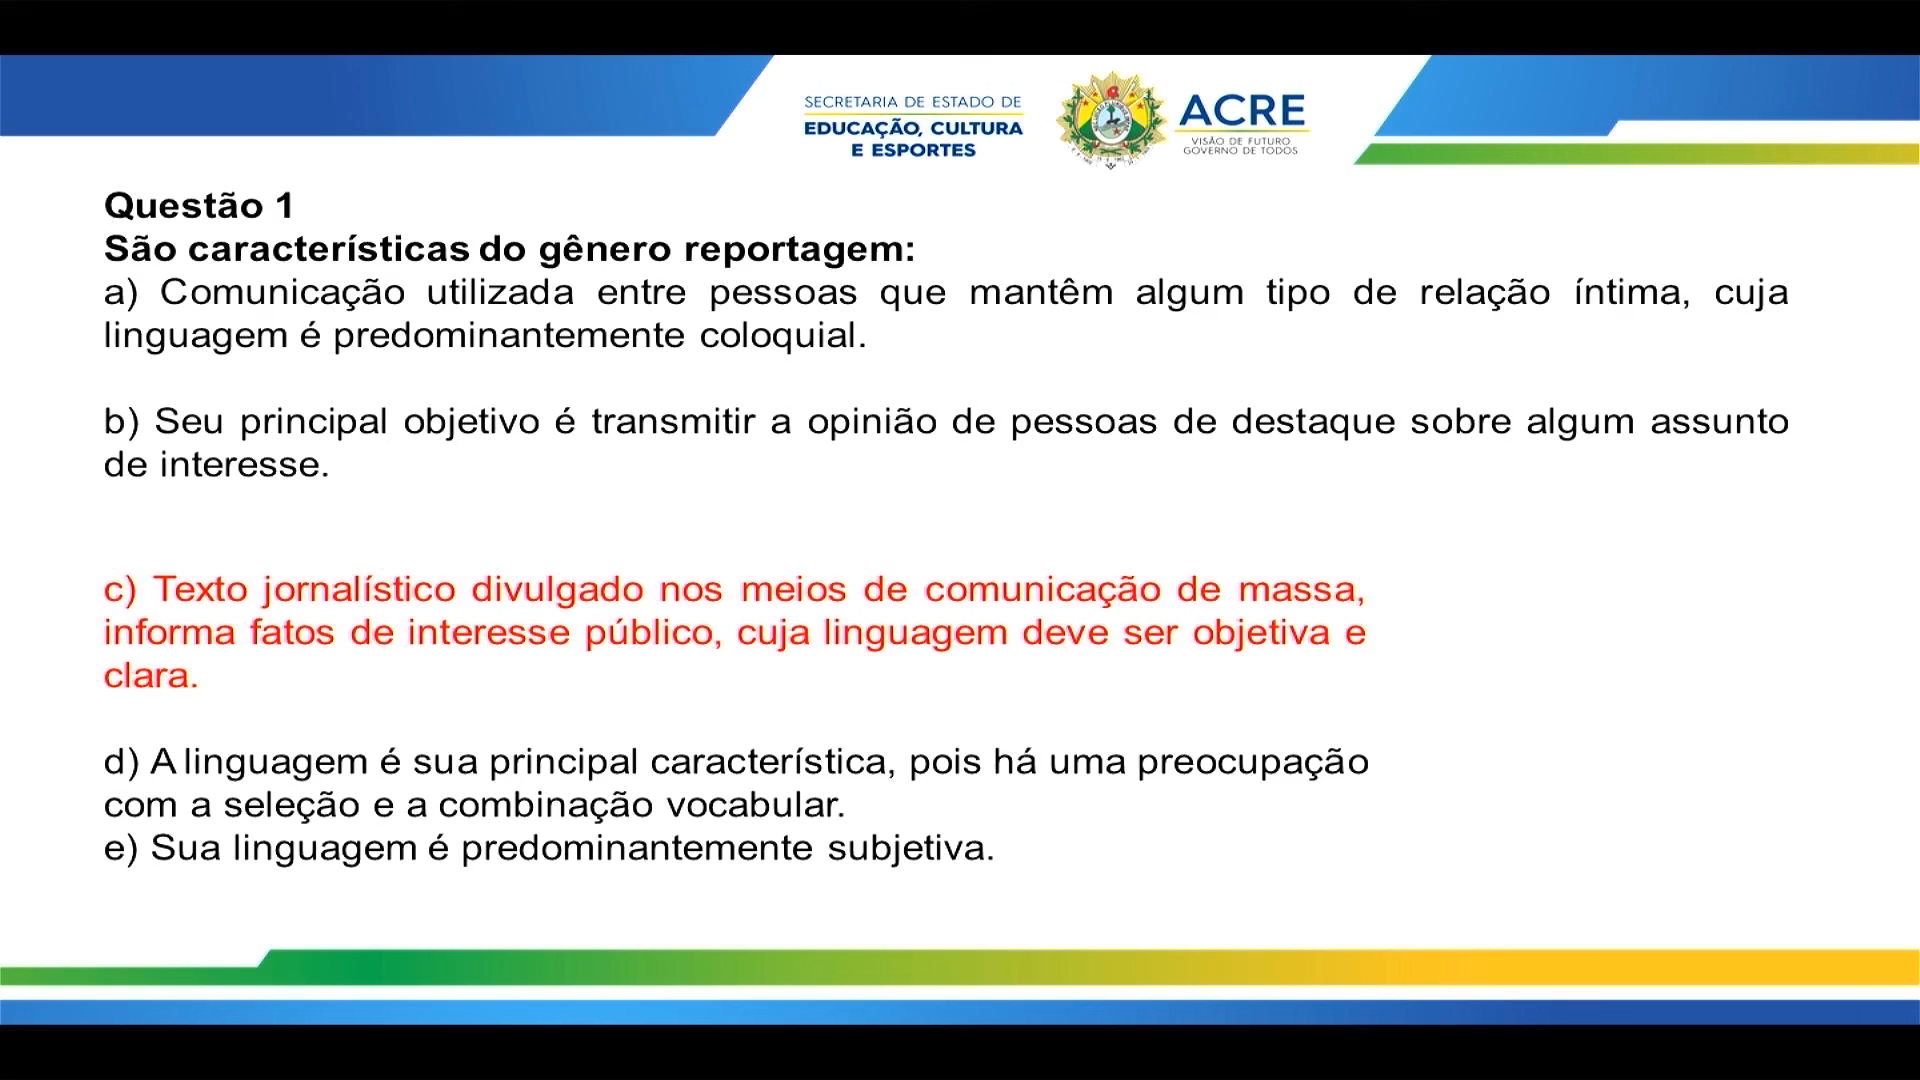 SECRETARIA DE ESTADO DE
EDUCAÇÃO, CULTURA
E ESPORTES
ACRE
VISÃO DE FUTURO
GOVERNO DE TODOS
Questão 1
São características do gênero reportagem:
a) Comunicação utilizada entre pessoas que mantêm algum tipo de relação íntima, cuja
linguagem é predominantemente coloquial.
b) Seu principal objetivo é transmitir a opinião de pessoas de destaque sobre algum assunto
de interesse.
c) Texto jornalístico divulgado nos meios de comunicação de massa,
informa fatos de interesse público, cuja linguagem deve ser objetiva e
clara.
d) A linguagem é sua principal característica, pois há uma preocupação
com a seleção e a combinação vocabular.
e) Sua linguagem é predominantemente subjetiva.